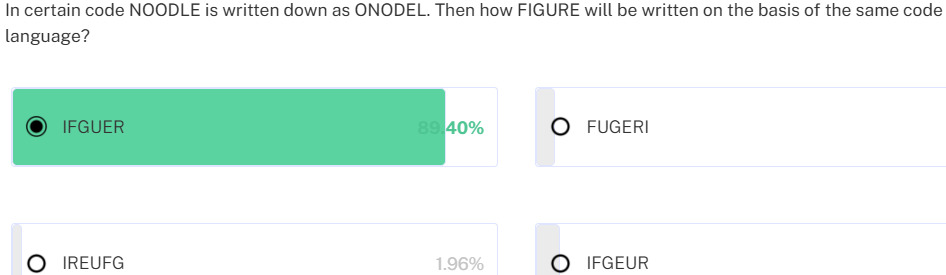 In certain code NOODLE is written down as ONODEL. Then how FIGURE will be written on the basis of the same code
language?
IFGUER 89.40%
FUGERI
IREUFG 1.96%
IFGEUR